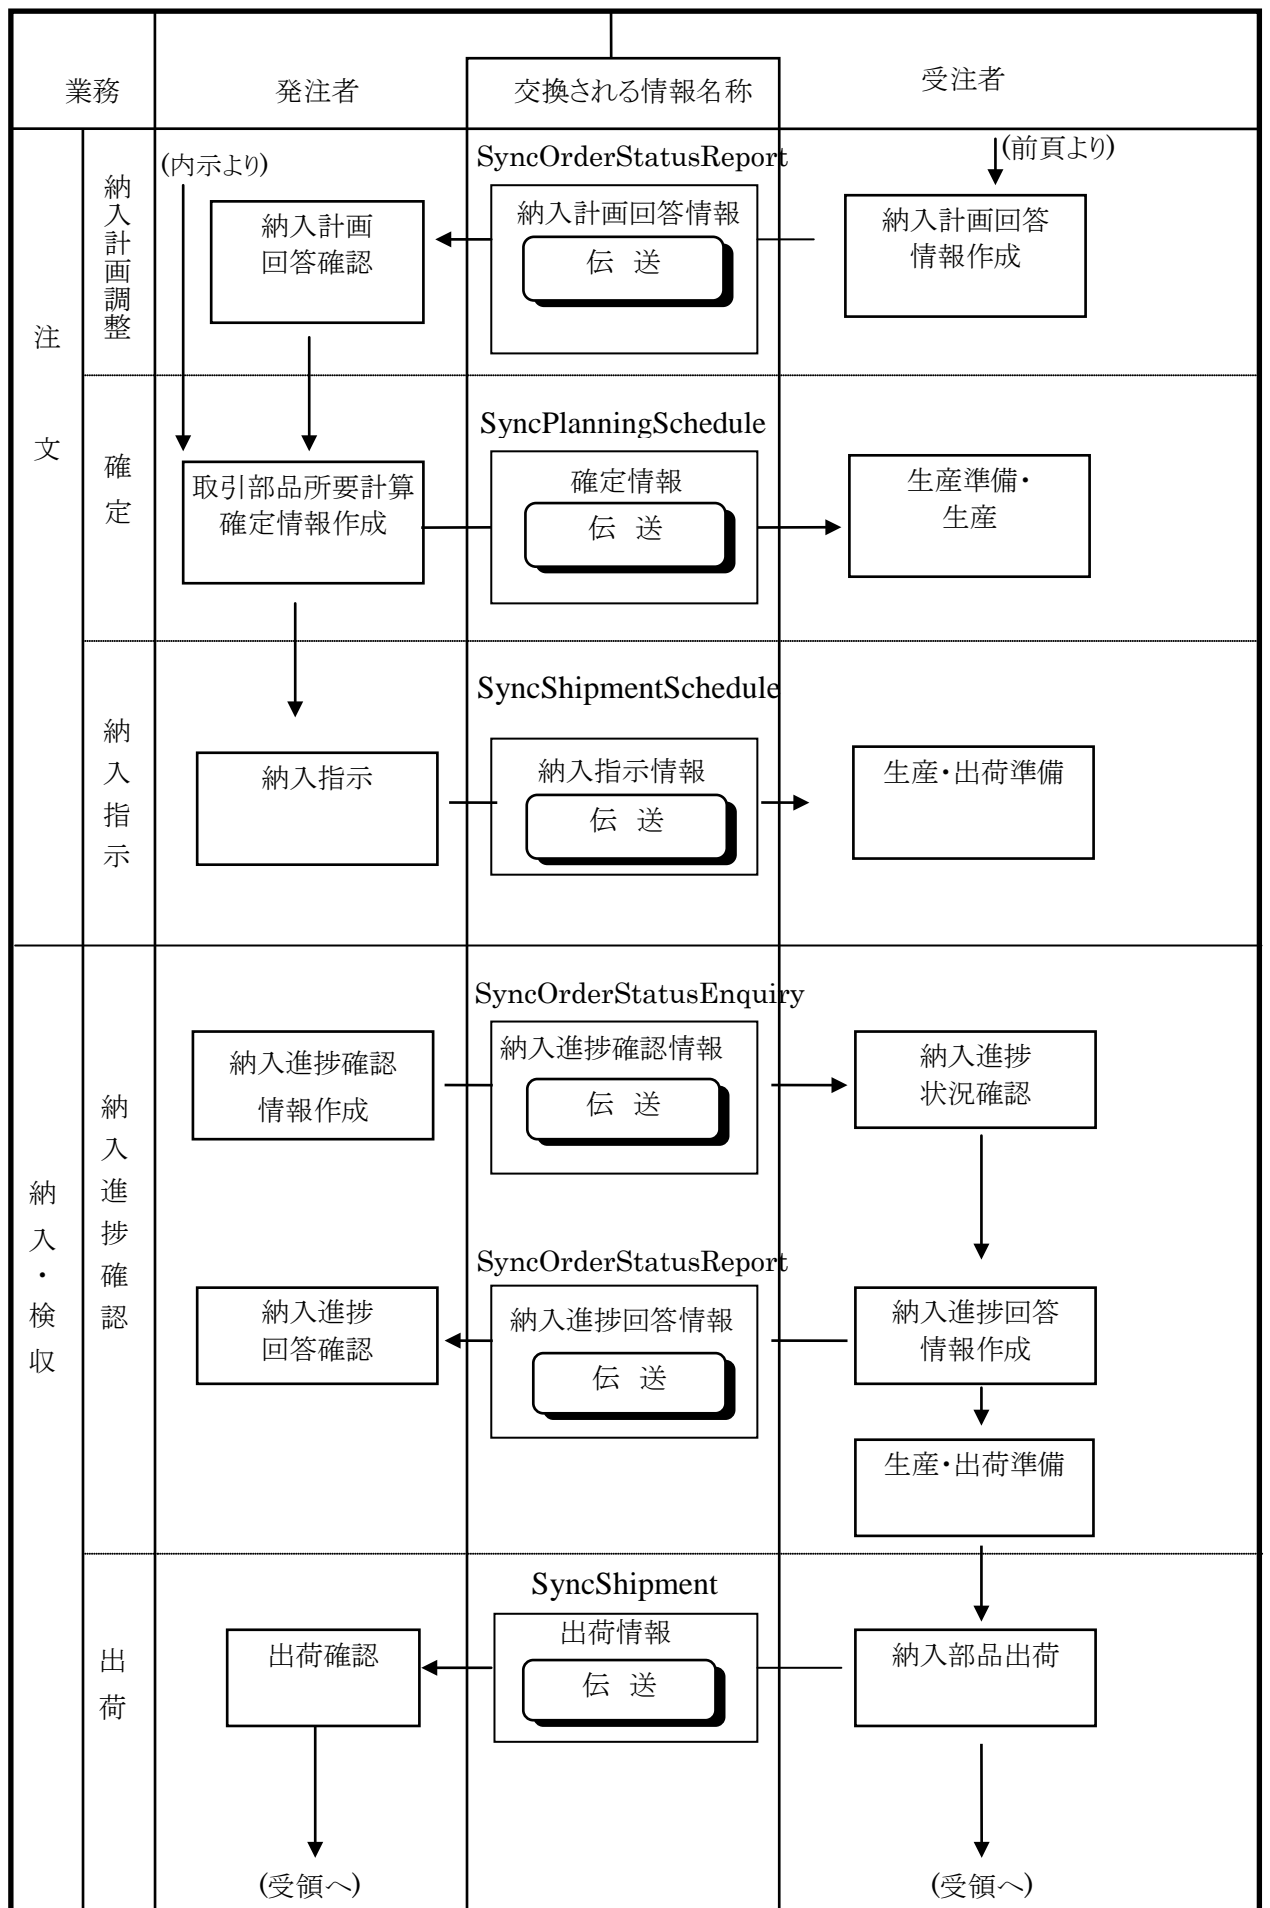 業務
発注者
交換される情報名称
受注者
注文
納入計画調整
(内示より)
SyncOrderStatusReport
(前頁より)
納入計画
回答確認
納入計画回答情報
伝 送
納入計画回答
情報作成
確定
SyncPlanningSchedule
取引部品所要計算
確定情報作成
確定情報
伝 送
生産準備・
生産
納入指示
SyncShipmentSchedule
納入指示
納入指示情報
伝 送
生産・出荷準備
納入・検収
納入進捗確認
SyncOrderStatusEnquiry
納入進捗確認
情報作成
納入進捗確認情報
伝 送
納入進捗
状況確認
SyncOrderStatusReport
納入進捗
回答確認
納入進捗回答情報
伝 送
納入進捗回答
情報作成
生産・出荷準備
出荷
SyncShipment
出荷確認
出荷情報
伝 送
納入部品出荷
(受領へ)
(受領へ)